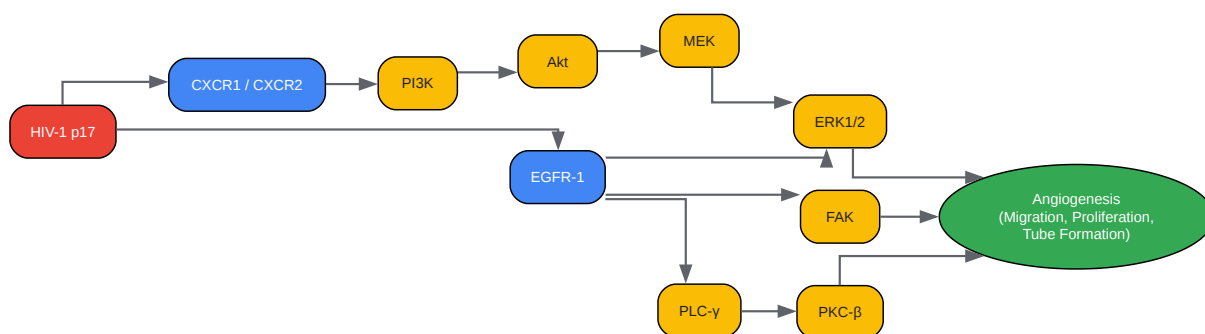 HIV-1 p17
CXCR1 / CXCR2
PI3K
Akt
MEK
ERK1/2
EGFR-1
FAK
PLC-γ
PKC-β
Angiogenesis
(Migration, Proliferation,
Tube Formation)